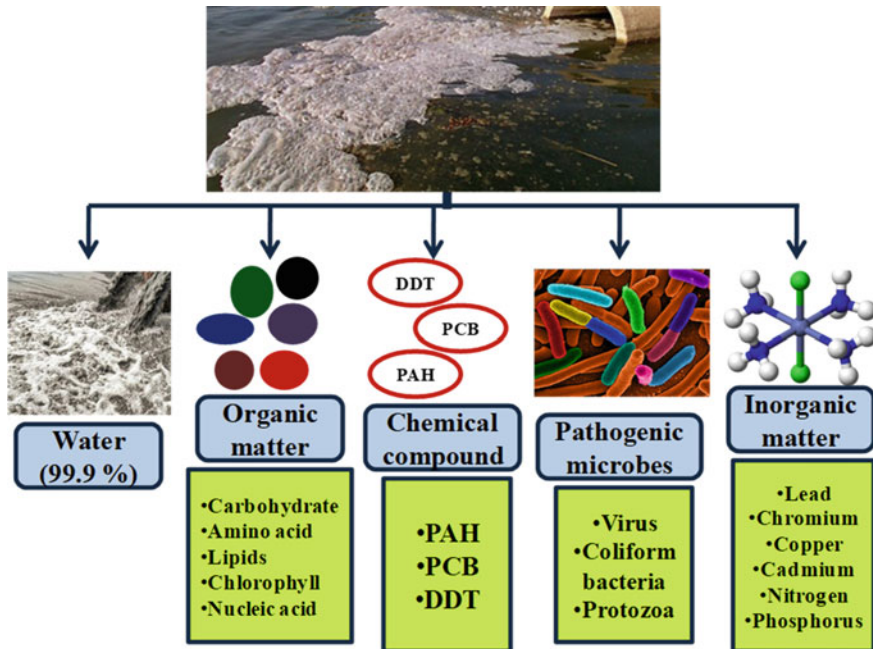 DDT
PCB
PAH
Water
(99.9 %)
Organic
matter
Chemical
compound
Pathogenic
microbes
Inorganic
matter
•Carbohydrate
•Amino acid
•Lipids
•Chlorophyll
•Nucleic acid
•PAH
•PCB
•DDT
•Virus
•Coliform
bacteria
•Protozoa
•Lead
•Chromium
•Copper
•Cadmium
•Nitrogen
•Phosphorus